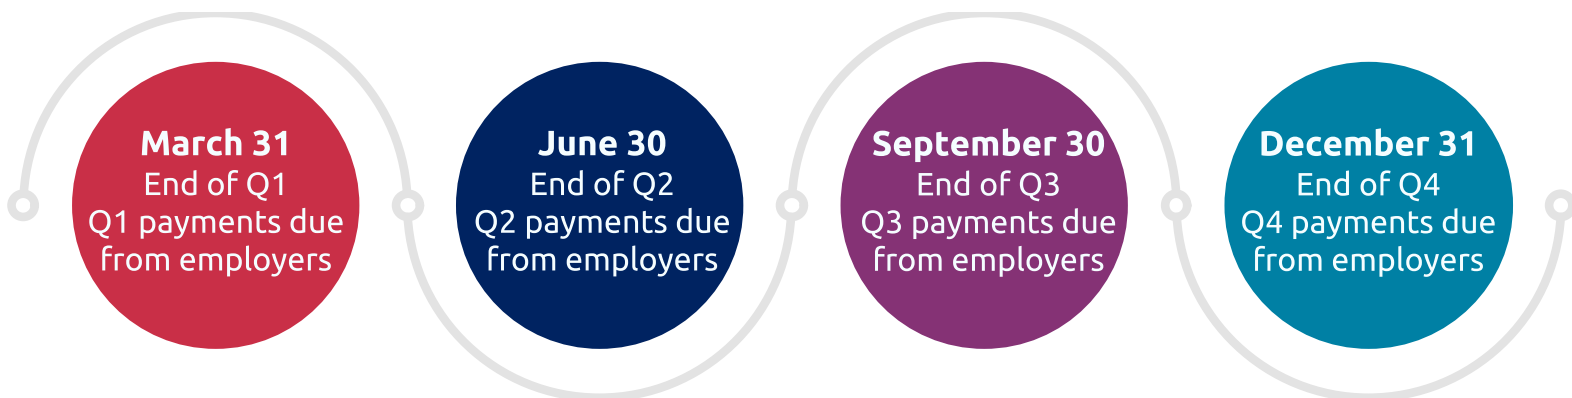 March 31
End of Q1
Q1 payments due
from employers
June 30
End of Q2
Q2 payments due
from employers
September 30
End of Q3
Q3 payments due
from employers
December 31
End of Q4
Q4 payments due
from employers